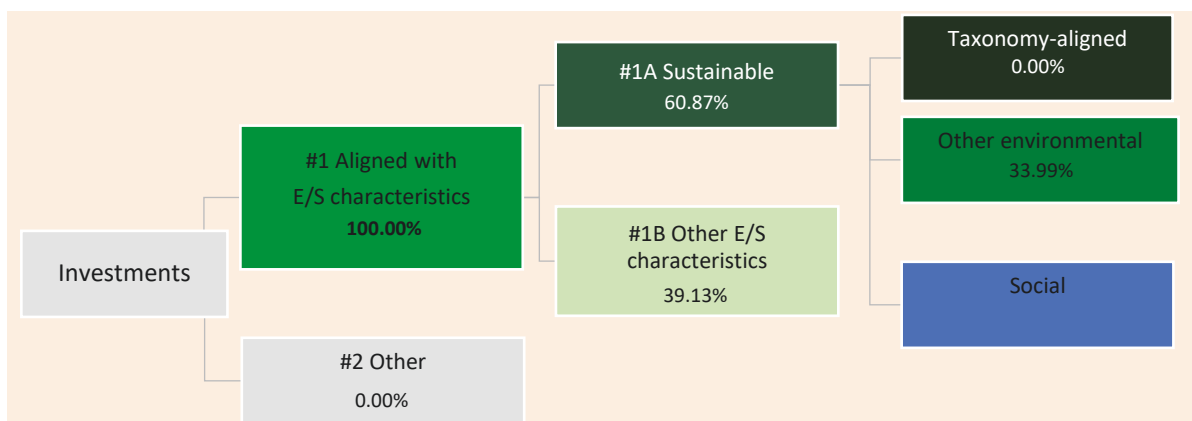 Investments
#1 Aligned with
E/S characteristics
100.00%
#2 Other
0.00%
#1A Sustainable
60.87%
#1B Other E/S
characteristics
39.13%
Taxonomy-aligned
0.00%
Other environmental
33.99%
Social